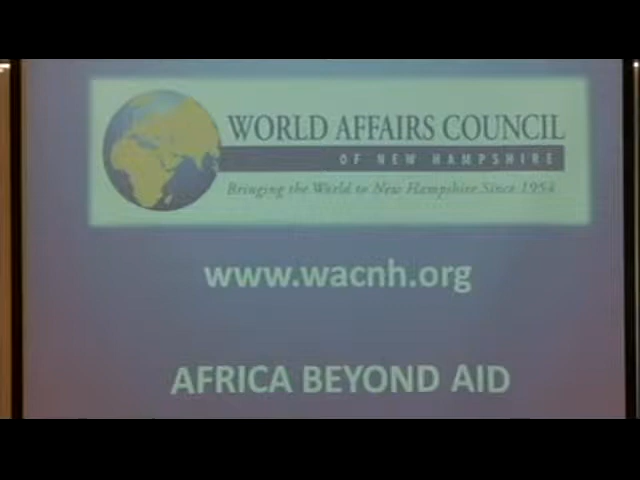 WORLD AFFAIRS COUNCIL
OF NEW HAMPSHIRE
Bringing the World to New Hampshire Since 1954
www.wacnh.org
AFRICA BEYOND AID